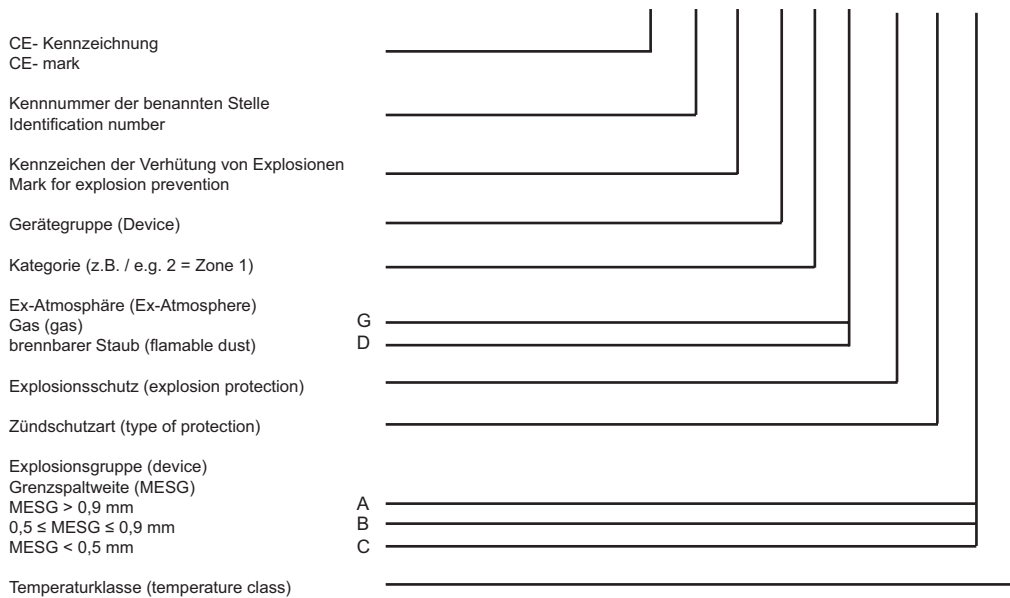 CE- Kennzeichnung
CE- mark
Kennnummer der benannten Stelle
Identification number
Kennzeichen der Verhütung von Explosionen
Mark for explosion prevention
Gerätegruppe (Device)
Kategorie (z.B. / e.g. 2 = Zone 1)
Ex-Atmosphäre (Ex-Atmosphere)
Gas (gas) G
brennbarer Staub (flamable dust) D
Explosionsschutz (explosion protection)
Zündschutzart (type of protection)
Explosionsgruppe (device)
Grenzspaltweite (MESG)
MESG > 0,9 mm A
0,5 ≤ MESG ≤ 0,9 mm B
MESG < 0,5 mm C
Temperaturklasse (temperature class)